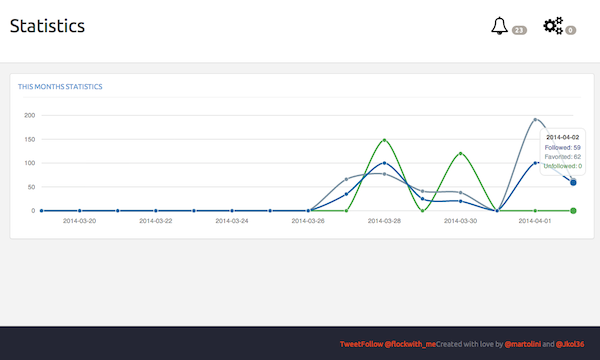 Statistics
23
0
THIS MONTHS STATISTICS
200
150
100
50
0
2014-04-02
Followed: 59
Favorited: 62
Unfollowed: 0
2014-03-20
2014-03-22
2014-03-24
2014-03-26
2014-03-28
2014-03-30
2014-04-01
TweetFollow @flockwith_meCreated with love by @martolini and @Jkol36